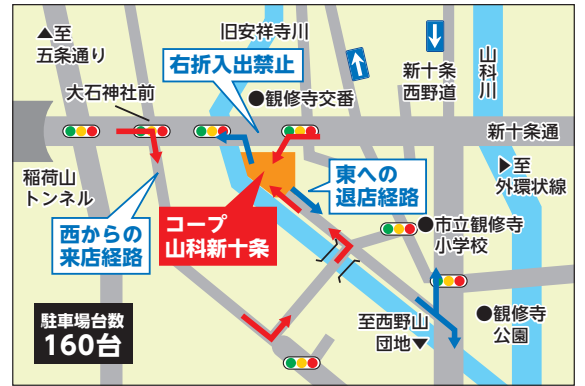 ▲至
五条通り
旧安祥寺川
右折入出禁止
大石神社前
●観修寺交番
新十条
西野道
山科川
新十条通
稲荷山
トンネル
▶至
外環状線
東への
退店経路
西からの
来店経路
コープ
山科新十条
●市立観修寺
小学校
駐車場台数
160台
至西野山
団地▼
●観修寺
公園